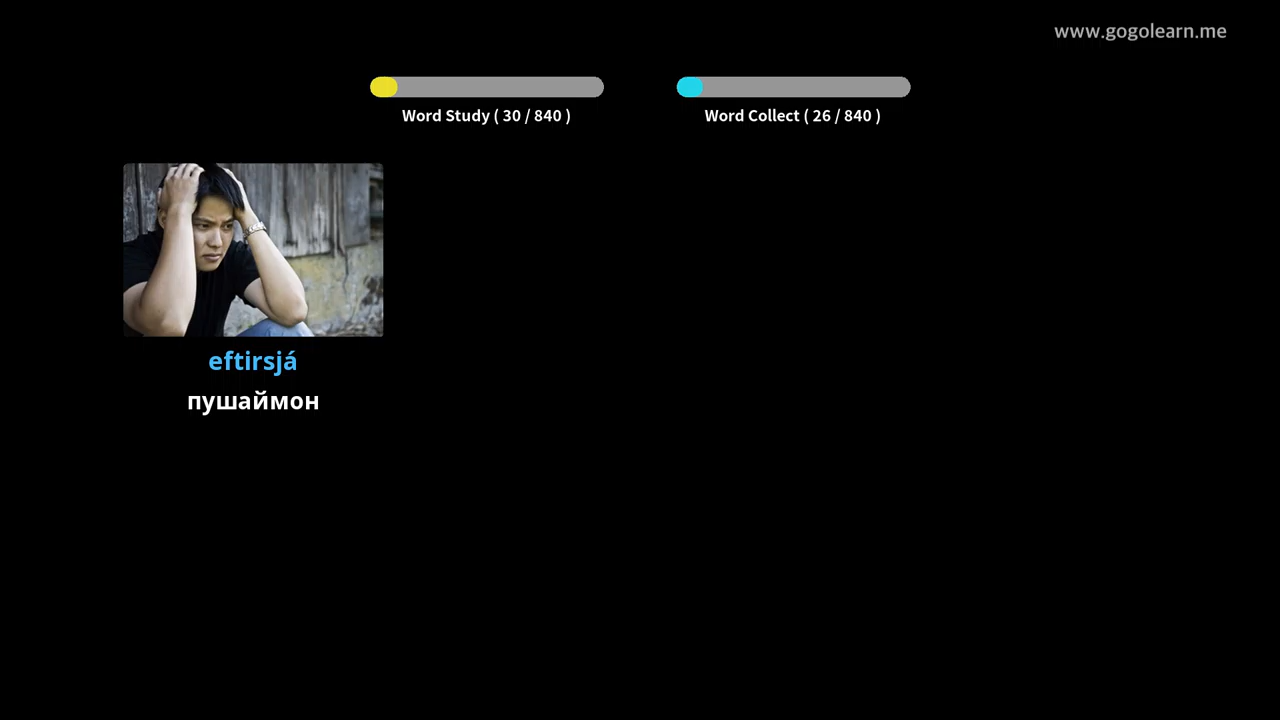 www.gogolearn.me
Word Study ( 30 / 840 )
Word Collect ( 26 / 840 )
eftirsjá
пушаймон